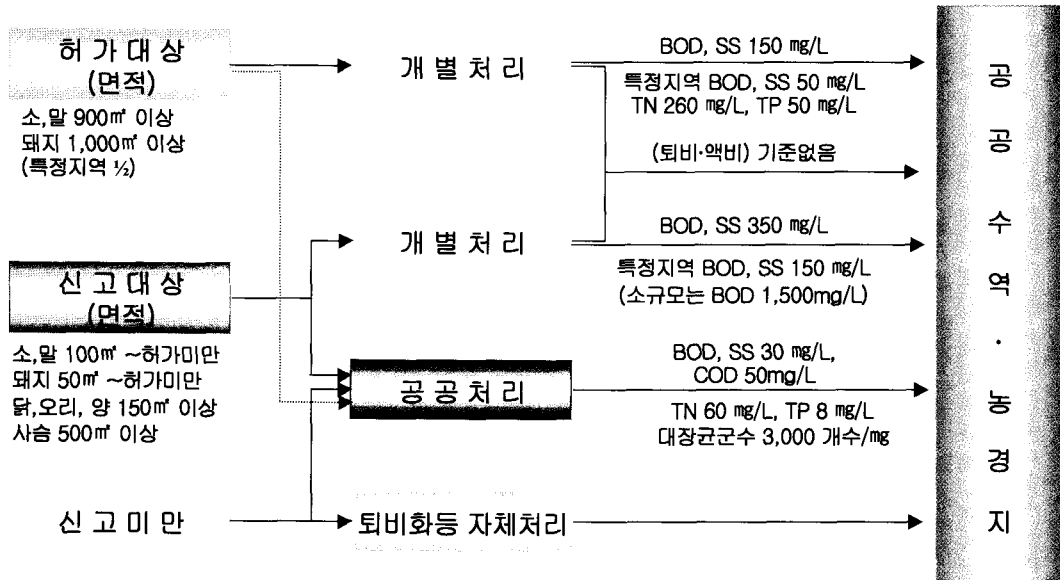 허 가 대 상
(면적)
소,말 900㎡ 이상
돼지 1,000㎡ 이상
(특정지역 ½)
개 별 처 리
BOD, SS 150 ㎎/L
특정지역 BOD, SS 50 ㎎/L
TN 260 ㎎/L, TP 50 ㎎/L
(퇴비·액비) 기준없음
신 고 대 상
(면적)
소,말 100㎡ ~허가미만
돼지 50㎡ ~허가미만
닭,오리, 양 150㎡ 이상
사슴 500㎡ 이상
개 별 처 리
BOD, SS 350 ㎎/L
특정지역 BOD, SS 150 ㎎/L
(소규모는 BOD 1,500mg/L)
공 공 처 리
BOD, SS 30 ㎎/L,
COD 50mg/L
TN 60 ㎎/L, TP 8 ㎎/L
대장균군수 3,000 개수/㎎
신 고 미 만
퇴비화등 자체처리
공 공 수 역 · 농 경 지